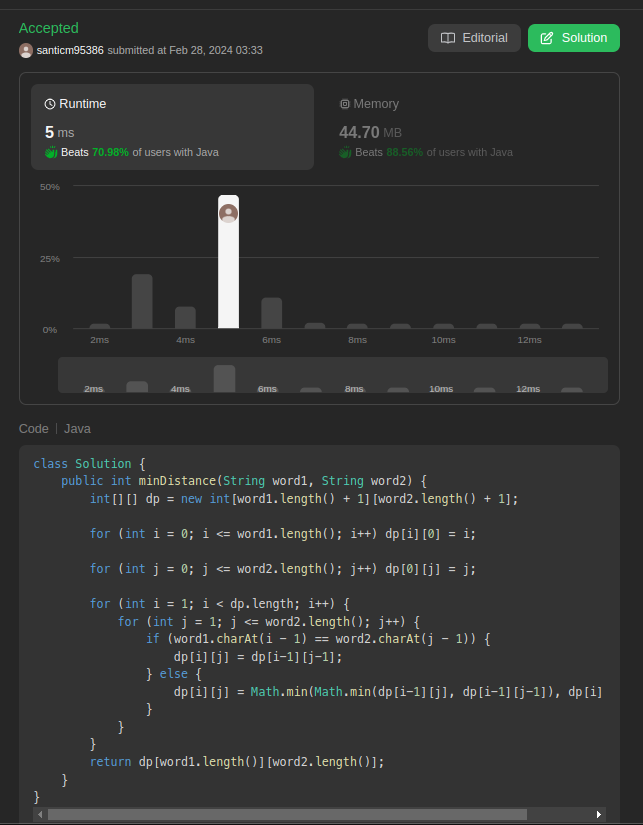 Accepted
santicm95386 submitted at Feb 28, 2024 03:33
Editorial
Solution
Runtime
5 ms
Beats 70.98% of users with Java
Memory
44.70 MB
Beats 88.56% of users with Java
50%
25%
0%
2ms 4ms 6ms 8ms 10ms 12ms
2ms 4ms 6ms 8ms 10ms 12ms
Code | Java
class Solution {
    public int minDistance(String word1, String word2) {
        int[][] dp = new int[word1.length() + 1][word2.length() + 1];
        for (int i = 0; i <= word1.length(); i++) dp[i][0] = i;
        for (int j = 0; j <= word2.length(); j++) dp[0][j] = j;
        for (int i = 1; i < dp.length; i++) {
            for (int j = 1; j <= word2.length(); j++) {
                if (word1.charAt(i - 1) == word2.charAt(j - 1)) {
                    dp[i][j] = dp[i-1][j-1];
                } else {
                    dp[i][j] = Math.min(Math.min(dp[i-1][j], dp[i-1][j-1]), dp[i]
                }
            }
        }
        return dp[word1.length()][word2.length()];
    }
}